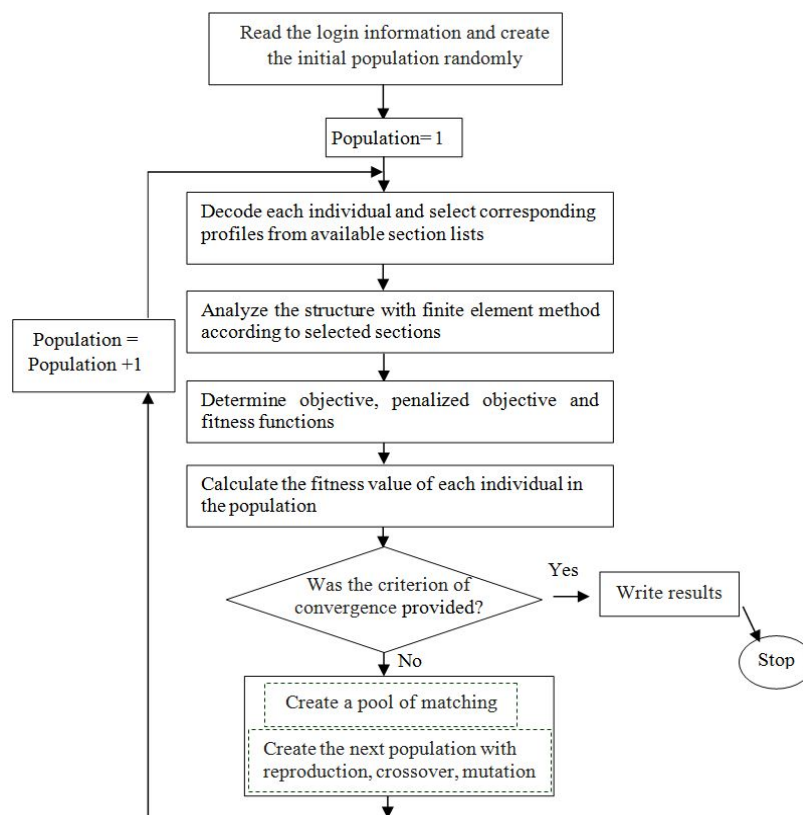 Read the login information and create
the initial population randomly
Population= 1
Decode each individual and select corresponding
profiles from available section lists
Analyze the structure with finite element method
according to selected sections
Population =
Population +1
Determine objective, penalized objective and
fitness functions
Calculate the fitness value of each individual in
the population
Was the criterion of
convergence provided?
Yes
Write results
Stop
No
Create a pool of matching
Create the next population with
reproduction, crossover, mutation